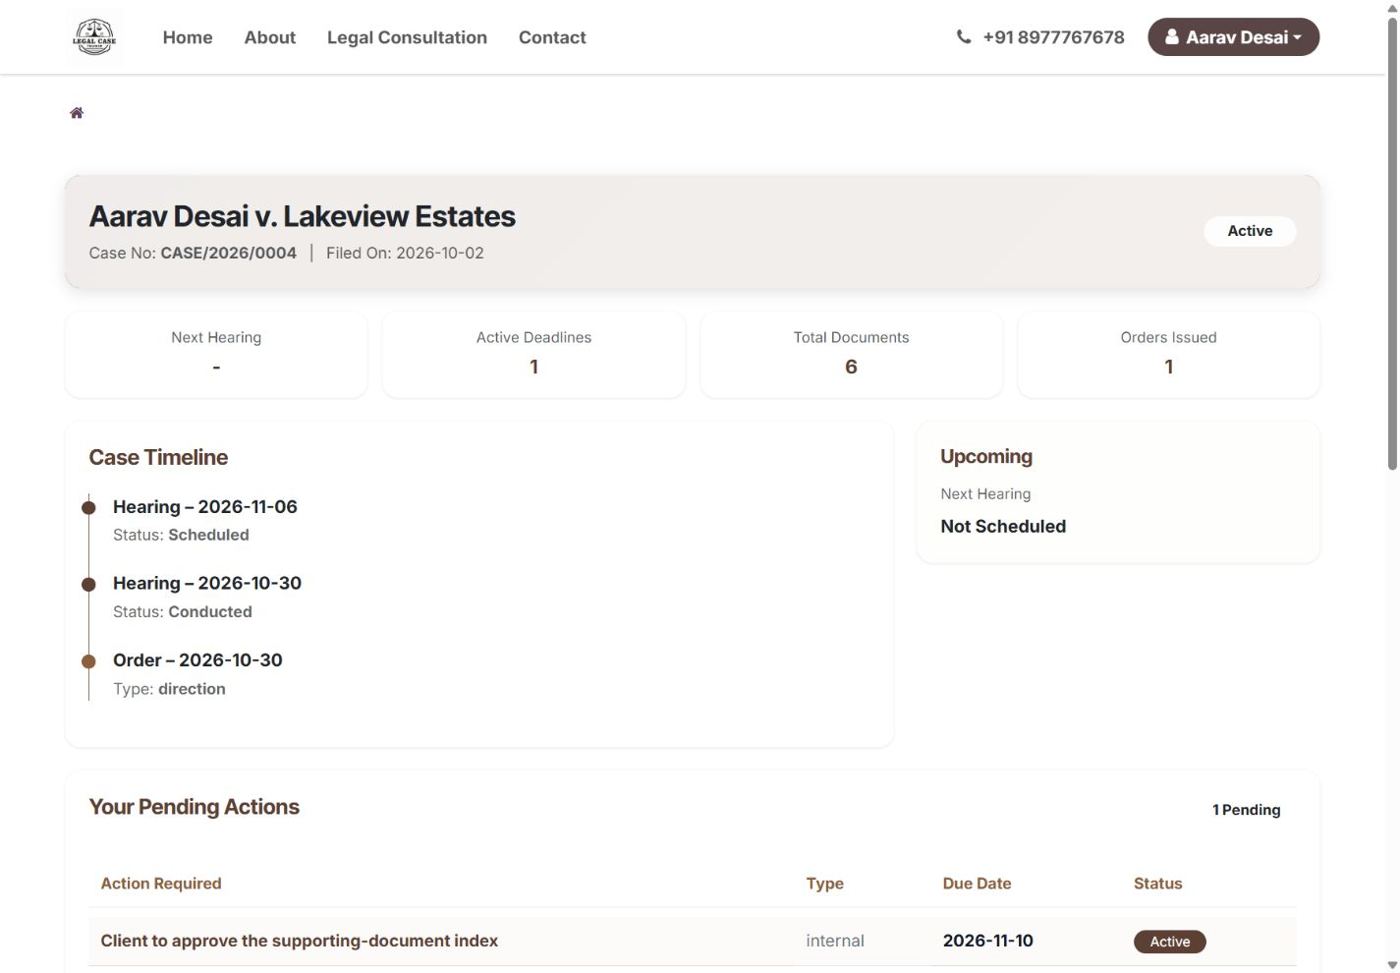 LEGAL CASE
Home
About
Legal Consultation
Contact
+91 8977767678
Aarav Desai
Aarav Desai v. Lakeview Estates
Case No: CASE/2026/0004 | Filed On: 2026-10-02
Active
Next Hearing
-
Active Deadlines
1
Total Documents
6
Orders Issued
1
Case Timeline
Hearing – 2026-11-06
Status: Scheduled
Hearing – 2026-10-30
Status: Conducted
Order – 2026-10-30
Type: direction
Upcoming
Next Hearing
Not Scheduled
Your Pending Actions
1 Pending
Action Required
Type
Due Date
Status
Client to approve the supporting-document index
internal
2026-11-10
Active